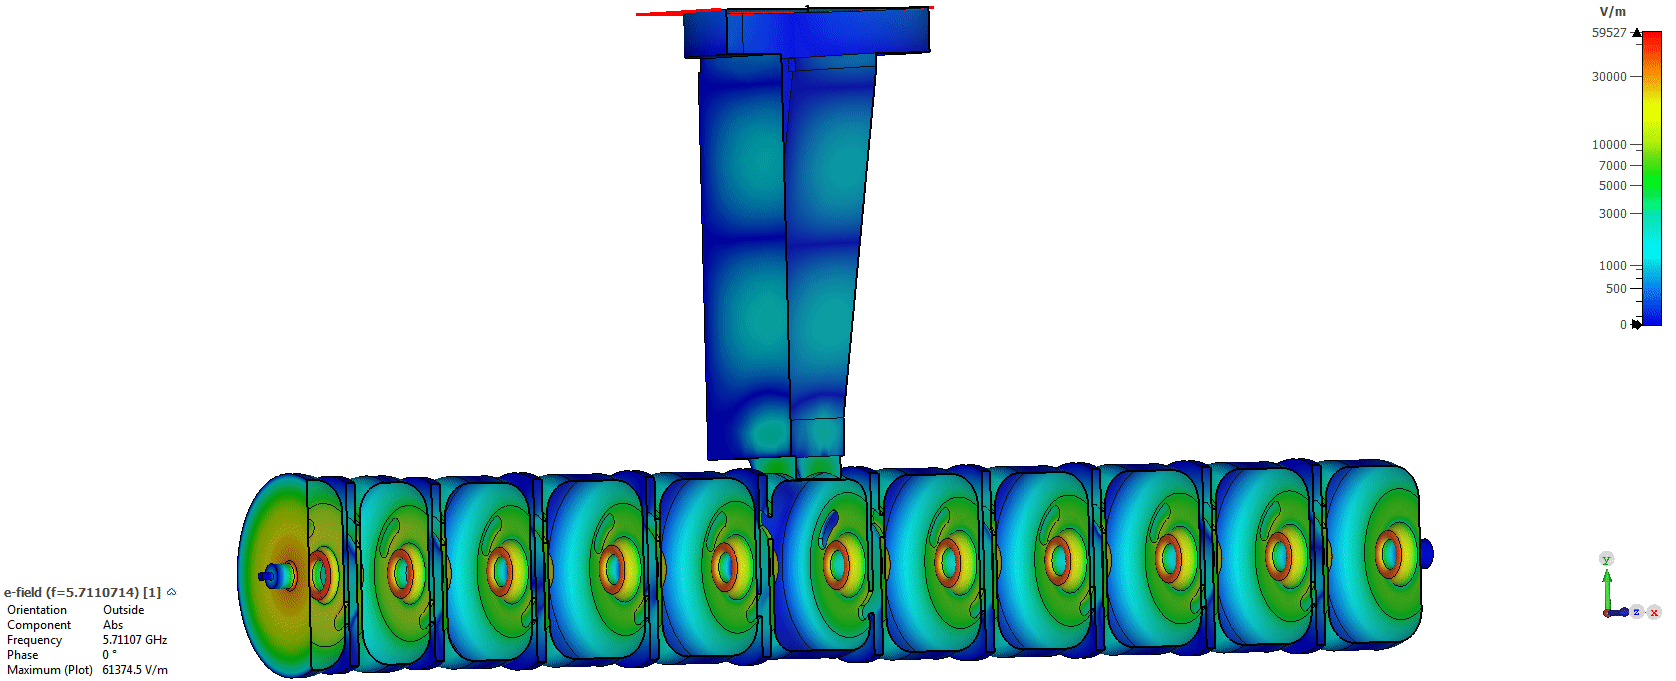 V/m
59527
30000
10000
7000
5000
3000
1000
500
0
e-field (f=5.7110714) [1]
Orientation Outside
Component Abs
Frequency 5.71107 GHz
Phase 0 °
Maximum (Plot) 61374.5 V/m
y
z x